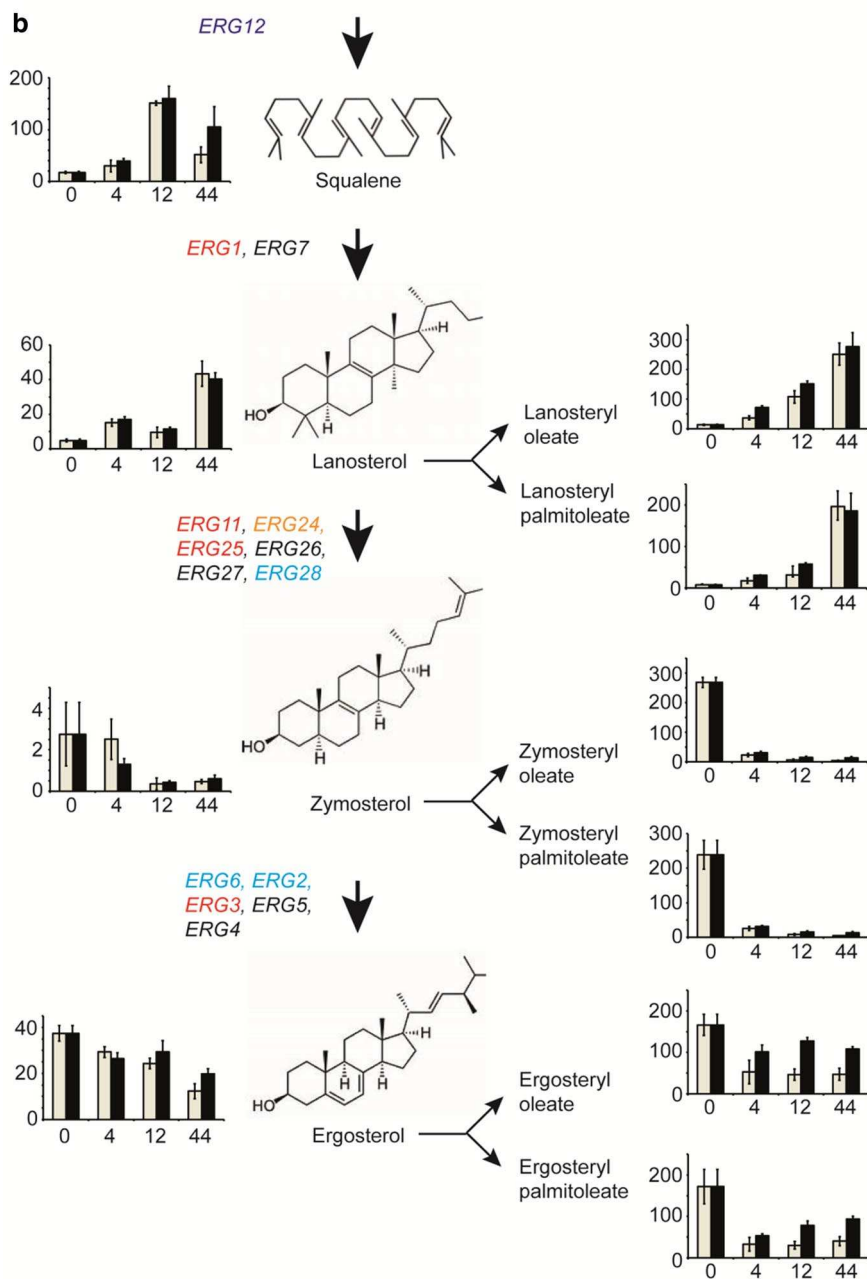 b
ERG12
200
100
0
0 4 12 44
Squalene
ERG1, ERG7
60
40
20
0
0 4 12 44
HO
H
H
Lanosterol
Lanosteryl
oleate
300
200
100
0
0 4 12 44
Lanosteryl
palmitoleate
200
100
0
0 4 12 44
ERG11, ERG24,
ERG25, ERG26,
ERG27, ERG28
4
2
0
0 4 12 44
HO
H
H
H
Zymosterol
Zymosteryl
oleate
300
200
100
0
0 4 12 44
Zymosteryl
palmitoleate
300
200
100
0
0 4 12 44
ERG6, ERG2,
ERG3, ERG5,
ERG4
40
20
0
0 4 12 44
HO
H
H
H
Ergosterol
Ergosteryl
oleate
200
100
0
0 4 12 44
Ergosteryl
palmitoleate
200
100
0
0 4 12 44